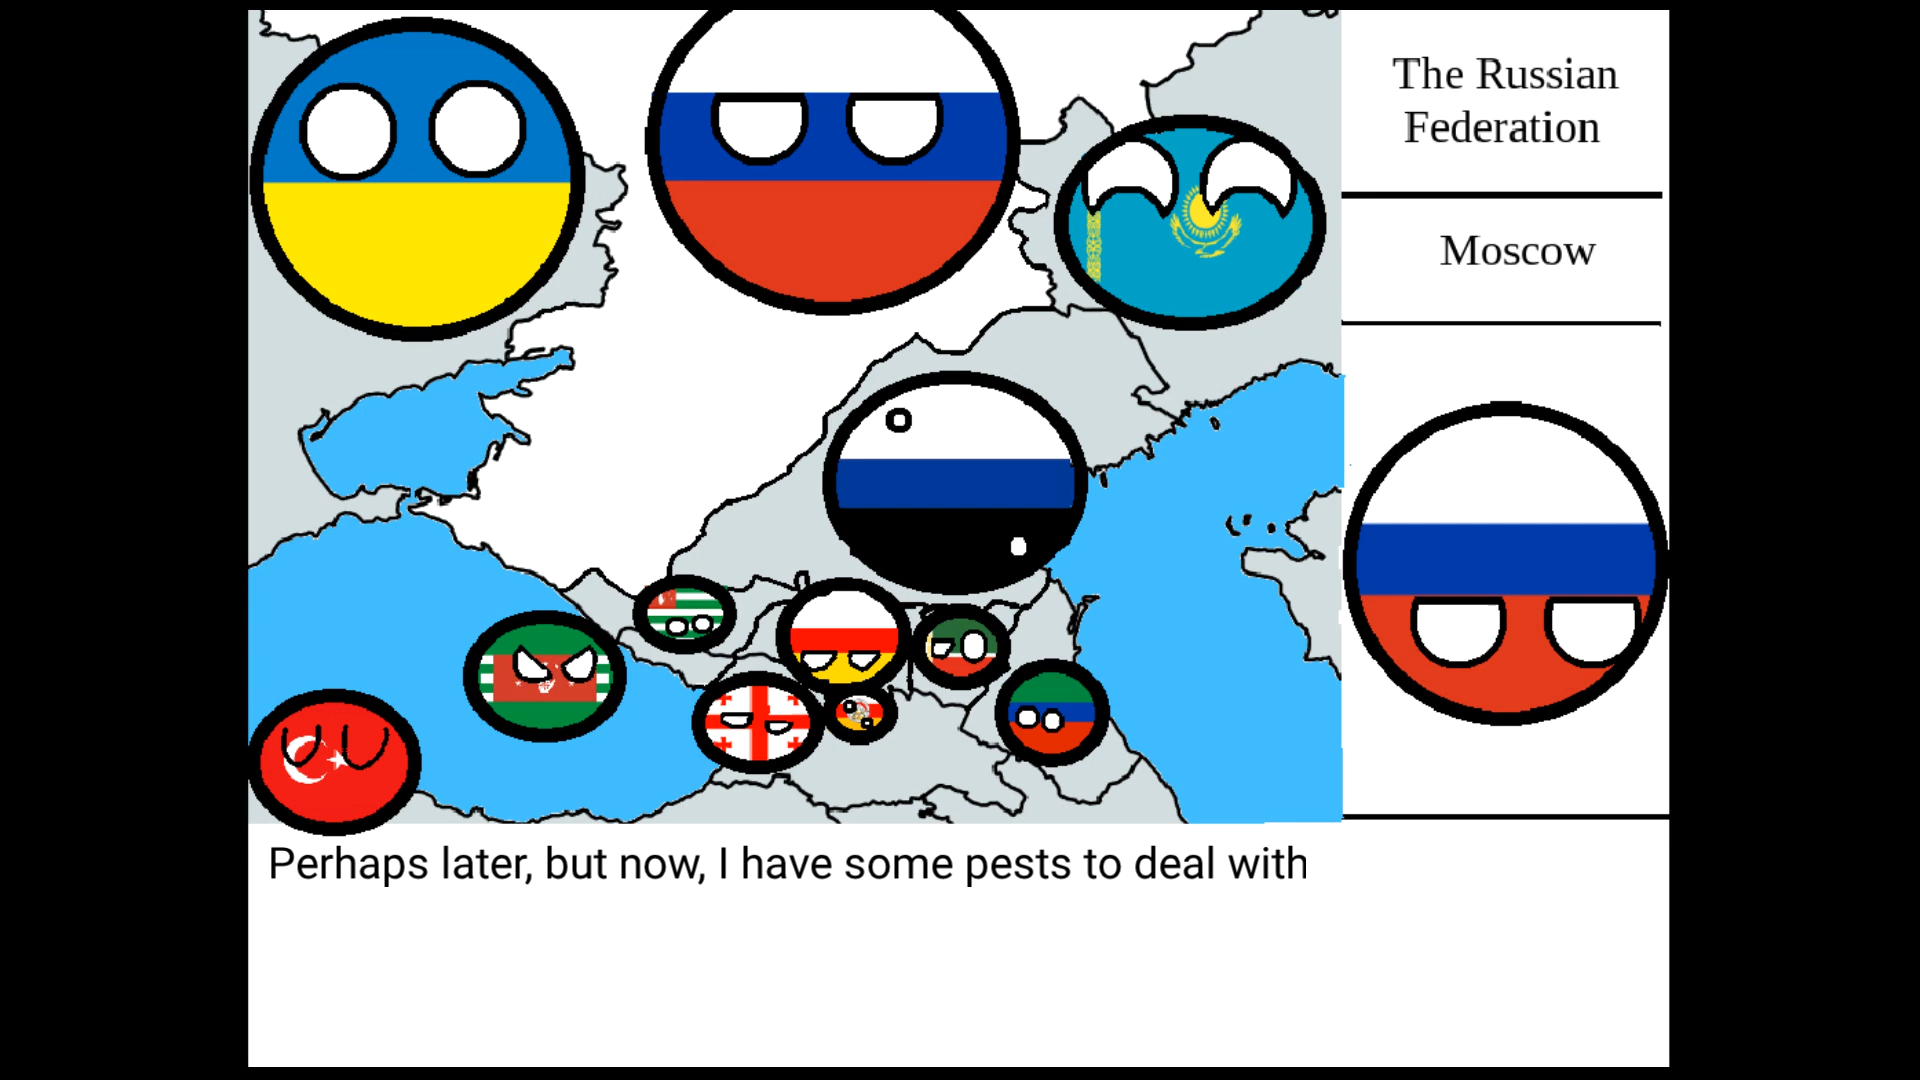 The Russian
Federation
Moscow
Perhaps later, but now, I have some pests to deal with